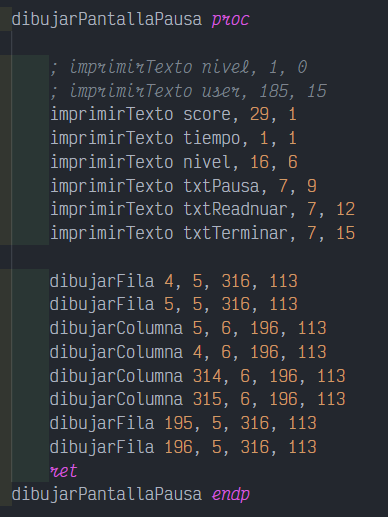 dibujarPantallaPausa proc
; imprimirTexto nivel, 1, 0
; imprimirTexto user, 185, 15
imprimirTexto score, 29, 1
imprimirTexto tiempo, 1, 1
imprimirTexto nivel, 16, 6
imprimirTexto txtPausa, 7, 9
imprimirTexto txtReadnuar, 7, 12
imprimirTexto txtTerminar, 7, 15
dibujarFila 4, 5, 316, 113
dibujarFila 5, 5, 316, 113
dibujarColumna 5, 6, 196, 113
dibujarColumna 4, 6, 196, 113
dibujarColumna 314, 6, 196, 113
dibujarColumna 315, 6, 196, 113
dibujarFila 195, 5, 316, 113
dibujarFila 196, 5, 316, 113
ret
dibujarPantallaPausa endp